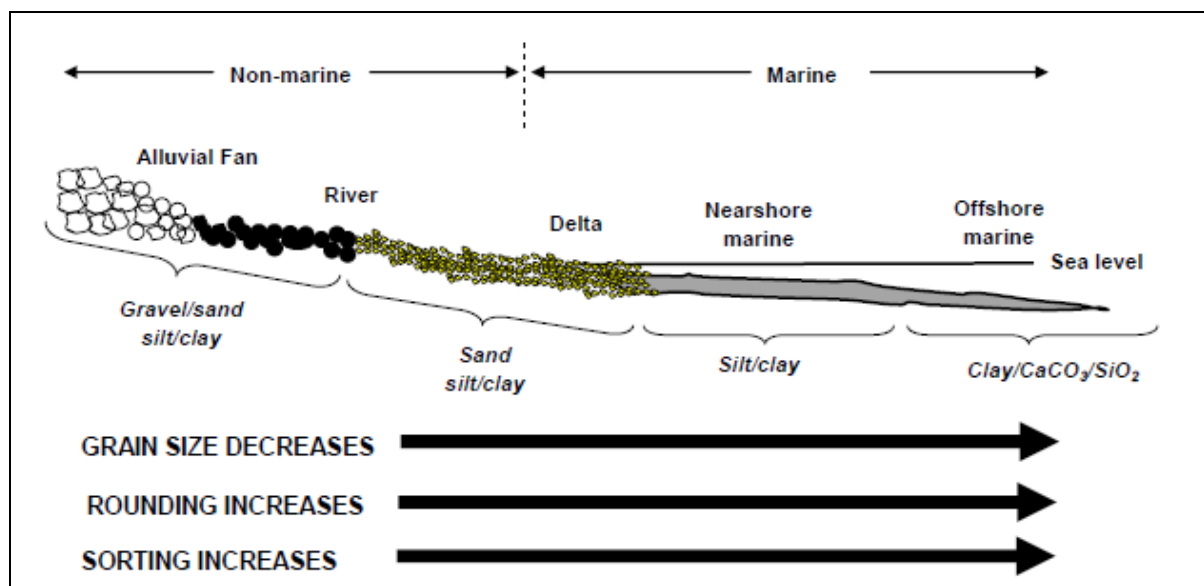 Non-marine
Marine
Alluvial Fan
River
Delta
Nearshore
marine
Offshore
marine
Sea level
Gravel/sand
silt/clay
Sand
silt/clay
Silt/clay
Clay/CaCO₃/SiO₂
GRAIN SIZE DECREASES
ROUNDING INCREASES
SORTING INCREASES